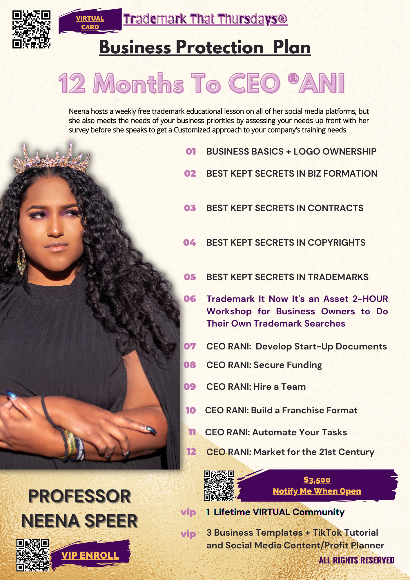 VIRTUAL
CARD
Trademark That Thursdays®
Business Protection Plan
12 Months To CEO ®ANI
Neena hosts a weekly free trademark educational lesson on all of her social media platforms, but
she also meets the needs of your business priorities by assessing your needs up front with her
survey before she speaks to get a Customized approach to your company's training needs.
01 BUSINESS BASICS + LOGO OWNERSHIP
02 BEST KEPT SECRETS IN BIZ FORMATION
03 BEST KEPT SECRETS IN CONTRACTS
04 BEST KEPT SECRETS IN COPYRIGHTS
05 BEST KEPT SECRETS IN TRADEMARKS
06 Trademark It Now It's an Asset 2-HOUR
Workshop for Business Owners to Do
Their Own Trademark Searches
07 CEO RANI: Develop Start-Up Documents
08 CEO RANI: Secure Funding
09 CEO RANI: Hire a Team
10 CEO RANI: Build a Franchise Format
11 CEO RANI: Automate Your Tasks
12 CEO RANI: Market for the 21st Century
$3,500
Notify Me When Open
PROFESSOR
NEENA SPEER
VIP ENROLL
vip 1 Lifetime VIRTUAL Community
vip 3 Business Templates + TikTok Tutorial
and Social Media Content/Profit Planner
ALL RIGHTS RESERVED